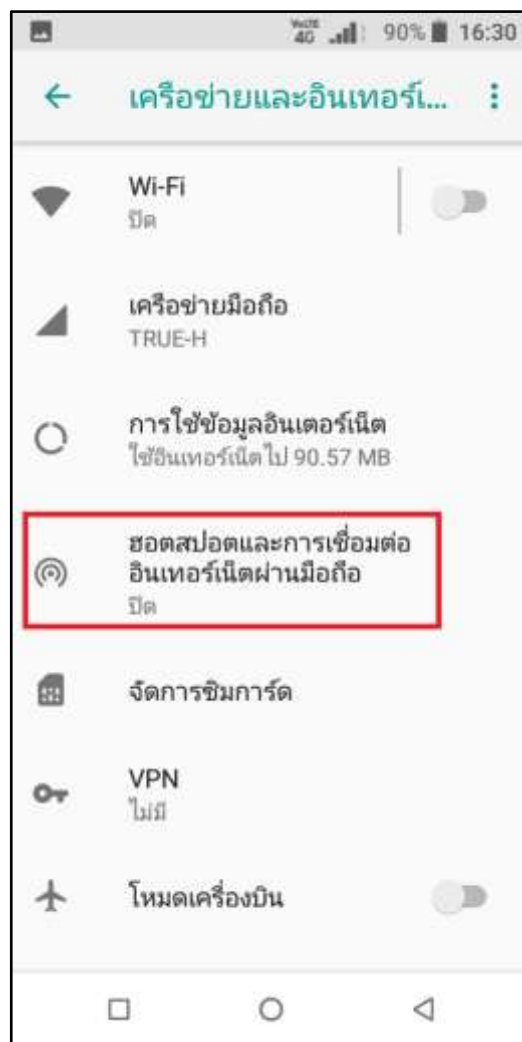 VoLTE
4G 90% 16:30
เครือข่ายและอินเทอร์เ...
Wi-Fi
ปิด
เครือข่ายมือถือ
TRUE-H
การใช้ข้อมูลอินเตอร์เน็ต
ใช้อินเทอร์เน็ตไป 90.57 MB
ฮอตสปอตและการเชื่อมต่อ
อินเทอร์เน็ตผ่านมือถือ
ปิด
จัดการซิมการ์ด
VPN
ไม่มี
โหมดเครื่องบิน